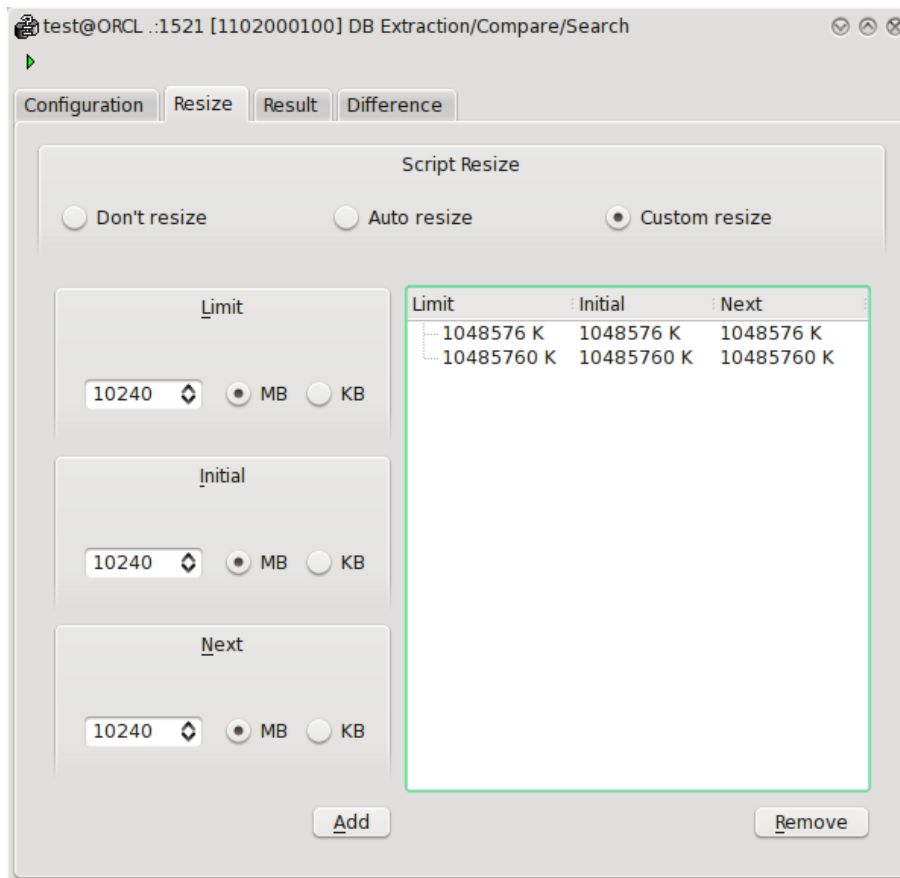 test@ORCL .:1521 [1102000100] DB Extraction/Compare/Search
Configuration Resize Result Difference
Script Resize
Don't resize Auto resize Custom resize
Limit
10240 MB KB
Initial
10240 MB KB
Next
10240 MB KB
Add
Limit Initial Next
1048576 K 1048576 K 1048576 K
10485760 K 10485760 K 10485760 K
Remove